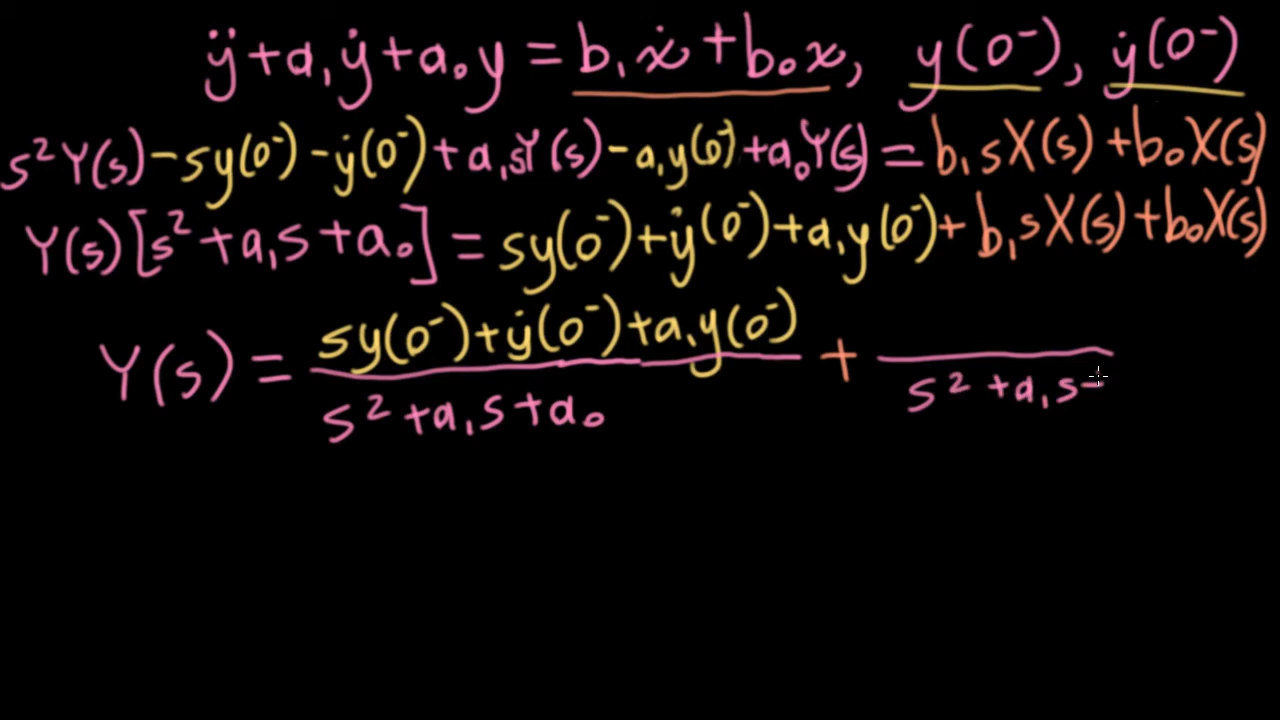 ÿ + a₁ẏ + a₀y = b₁ẋ + b₀x, y(0⁻), ẏ(0⁻)
s²Y(s) - sy(0⁻) - ẏ(0⁻) + a₁sY(s) - a₁y(0⁻) + a₀Y(s) = b₁sX(s) + b₀X(s)
Y(s)[s² + a₁s + a₀] = sy(0⁻) + ẏ(0⁻) + a₁y(0⁻) + b₁sX(s) + b₀X(s)
sy(0⁻) + ẏ(0⁻) + a₁y(0⁻)
Y(s) = +
s² + a₁s + a₀ s² + a₁s -